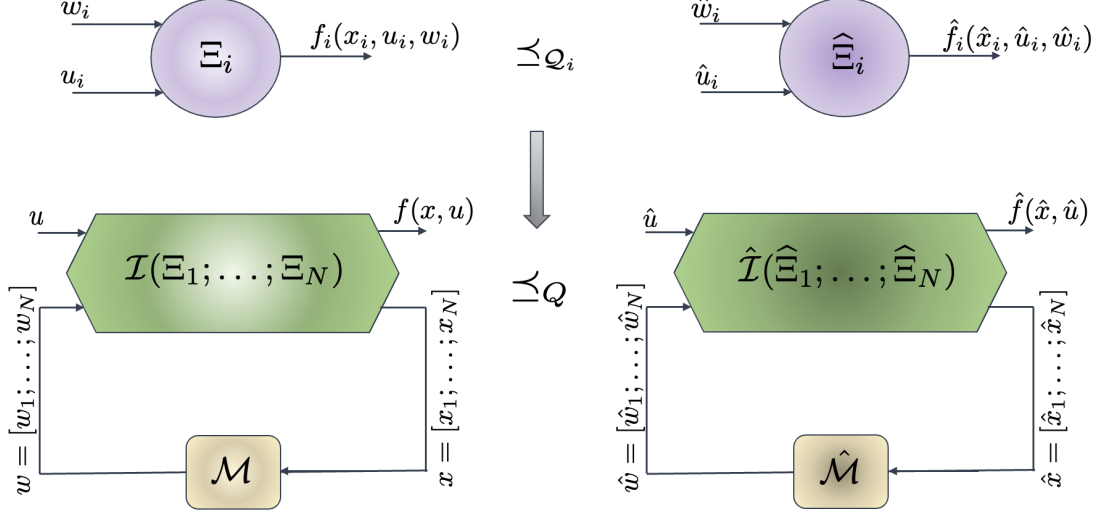 w_i
u_i
Ξ_i
f_i(x_i, u_i, w_i)
⪯_{𝒬_i}
ŵ_i
û_i
Ξ̂_i
f̂_i(x̂_i, û_i, ŵ_i)
u
ℐ(Ξ_1; . . . ; Ξ_N)
f(x, u)
w = [w_1; . . . ; w_N]
x = [x_1; . . . ; x_N]
ℳ
⪯_Q
û
ℐ̂(Ξ̂_1; . . . ; Ξ̂_N)
f̂(x̂, û)
ŵ = [ŵ_1; . . . ; ŵ_N]
x̂ = [x̂_1; . . . ; x̂_N]
ℳ̂